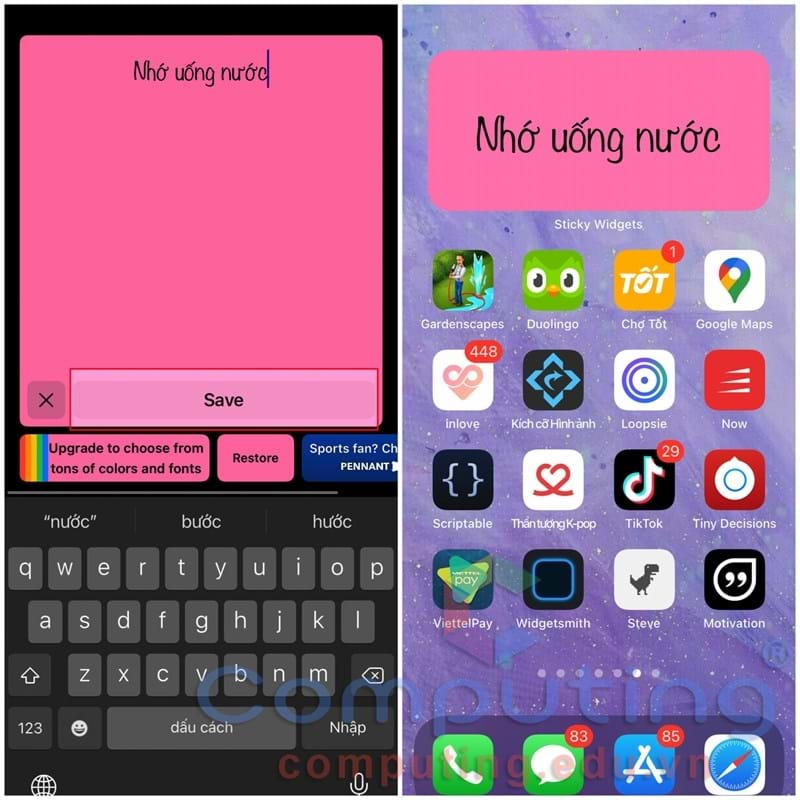 Nhớ uống nước
Save
Upgrade to choose from
tons of colors and fonts
Restore
Sports fan? Ch
PENNANT
“nước” bước hước
q w e r t y u i o p
a s d f g h j k l
z x c v b n m
123 dấu cách Nhập
Nhớ uống nước
Sticky Widgets
TỐT 1
Gardenscapes Duolingo Chợ Tốt Google Maps
448
inlove Kích cỡ Hình ảnh Loopsie Now
{ } 29
Scriptable Thần tượng K-pop TikTok Tiny Decisions
VIETTEL
pay
ViettelPay Widgetsmith Steve Motivation
83 85
Computing ®
computing.edu.vn